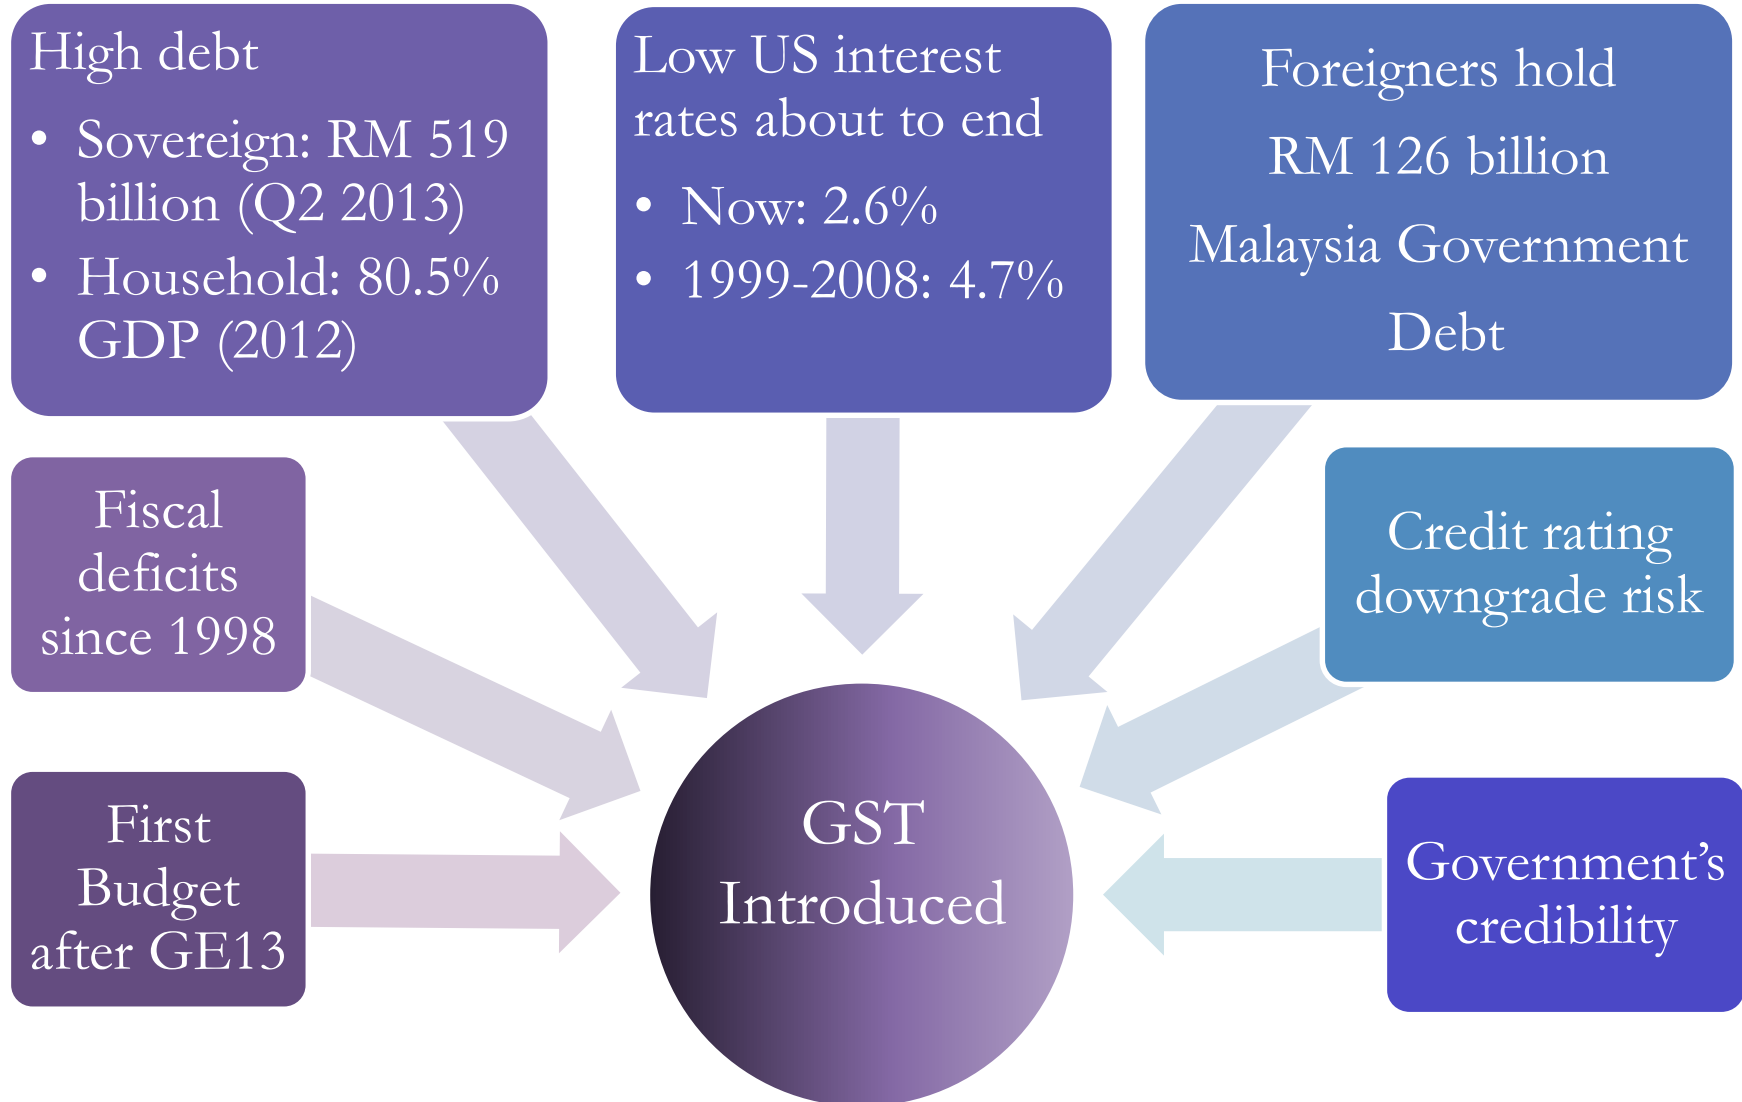 High debt
• Sovereign: RM 519
billion (Q2 2013)
• Household: 80.5%
GDP (2012)
Low US interest
rates about to end
• Now: 2.6%
• 1999-2008: 4.7%
Foreigners hold
RM 126 billion
Malaysia Government
Debt
Fiscal
deficits
since 1998
Credit rating
downgrade risk
First
Budget
after GE13
GST
Introduced
Government’s
credibility